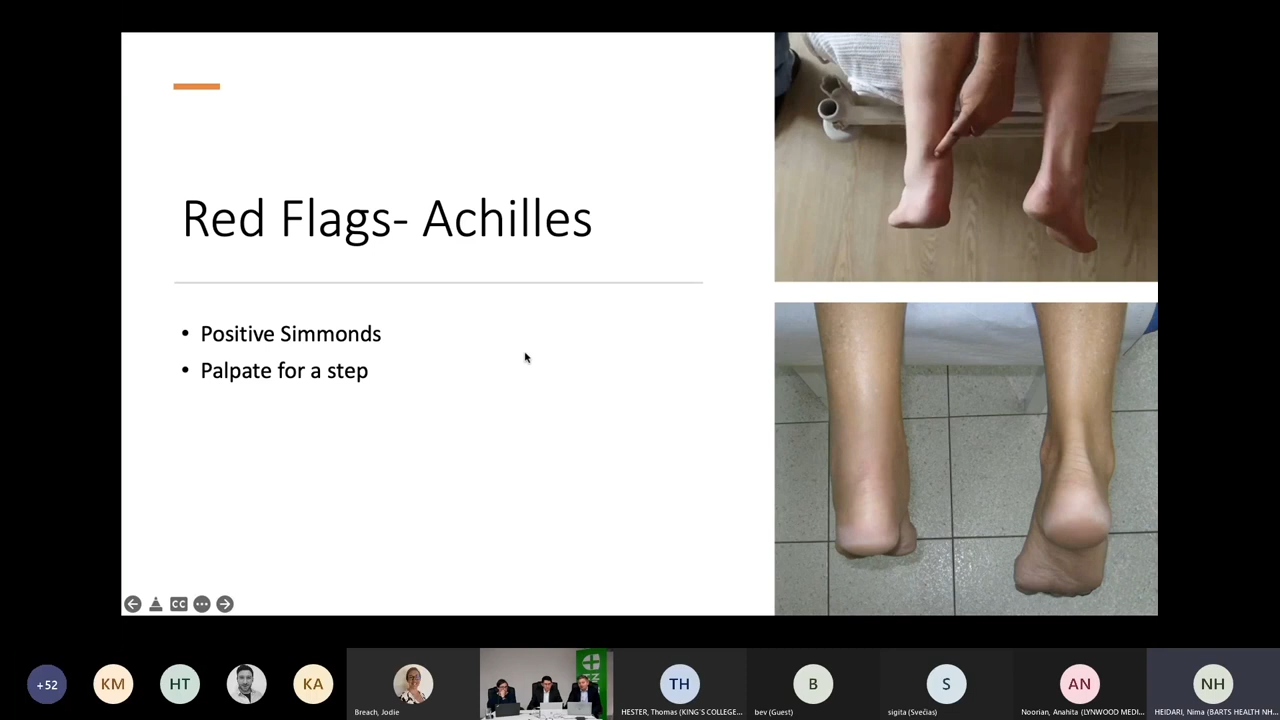 Red Flags- Achilles
• Positive Simmonds
• Palpate for a step
CC
+52
KM
HT
KA
TH
B
S
AN
NH
Breach, Jodie
HESTER, Thomas (KING'S COLLEGE...
bev (Guest)
sigita (Svečias)
Noorian, Anahita (LYNWOOD MEDI...
HEIDARI, Nima (BARTS HEALTH NH...